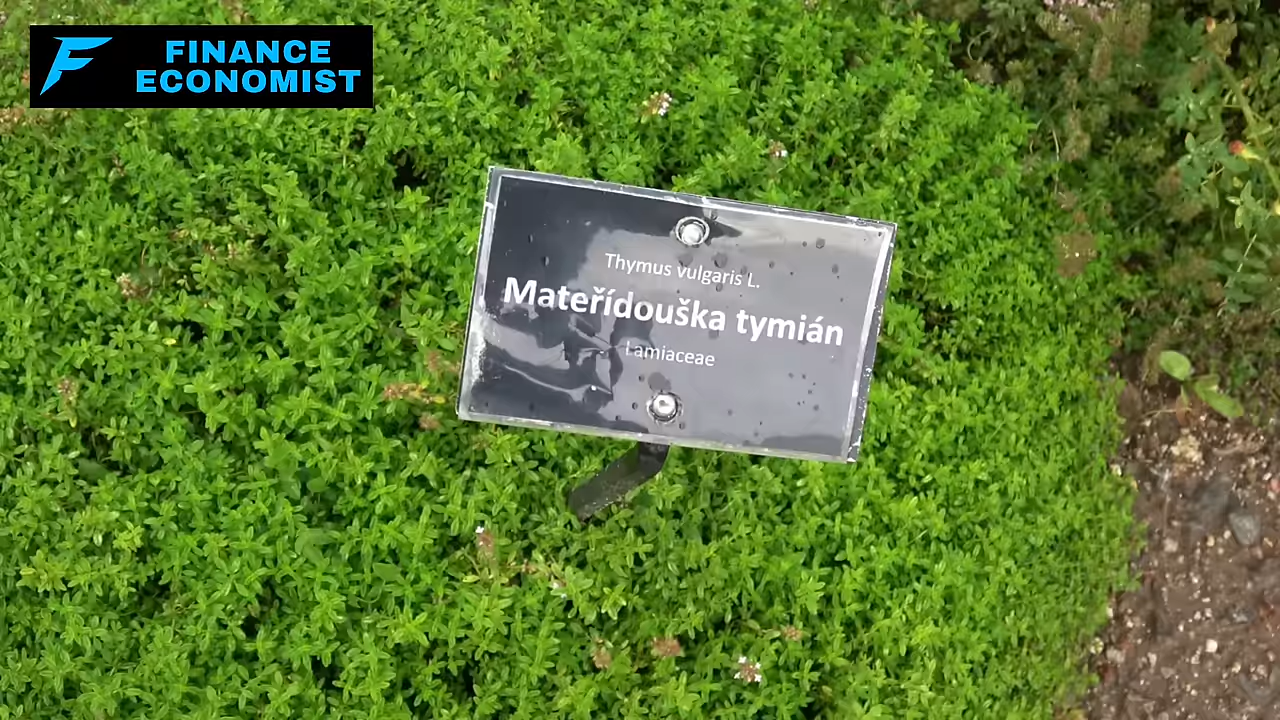 FINANCE
ECONOMIST
Thymus vulgaris L.
Mateřídouška tymián
Lamiaceae